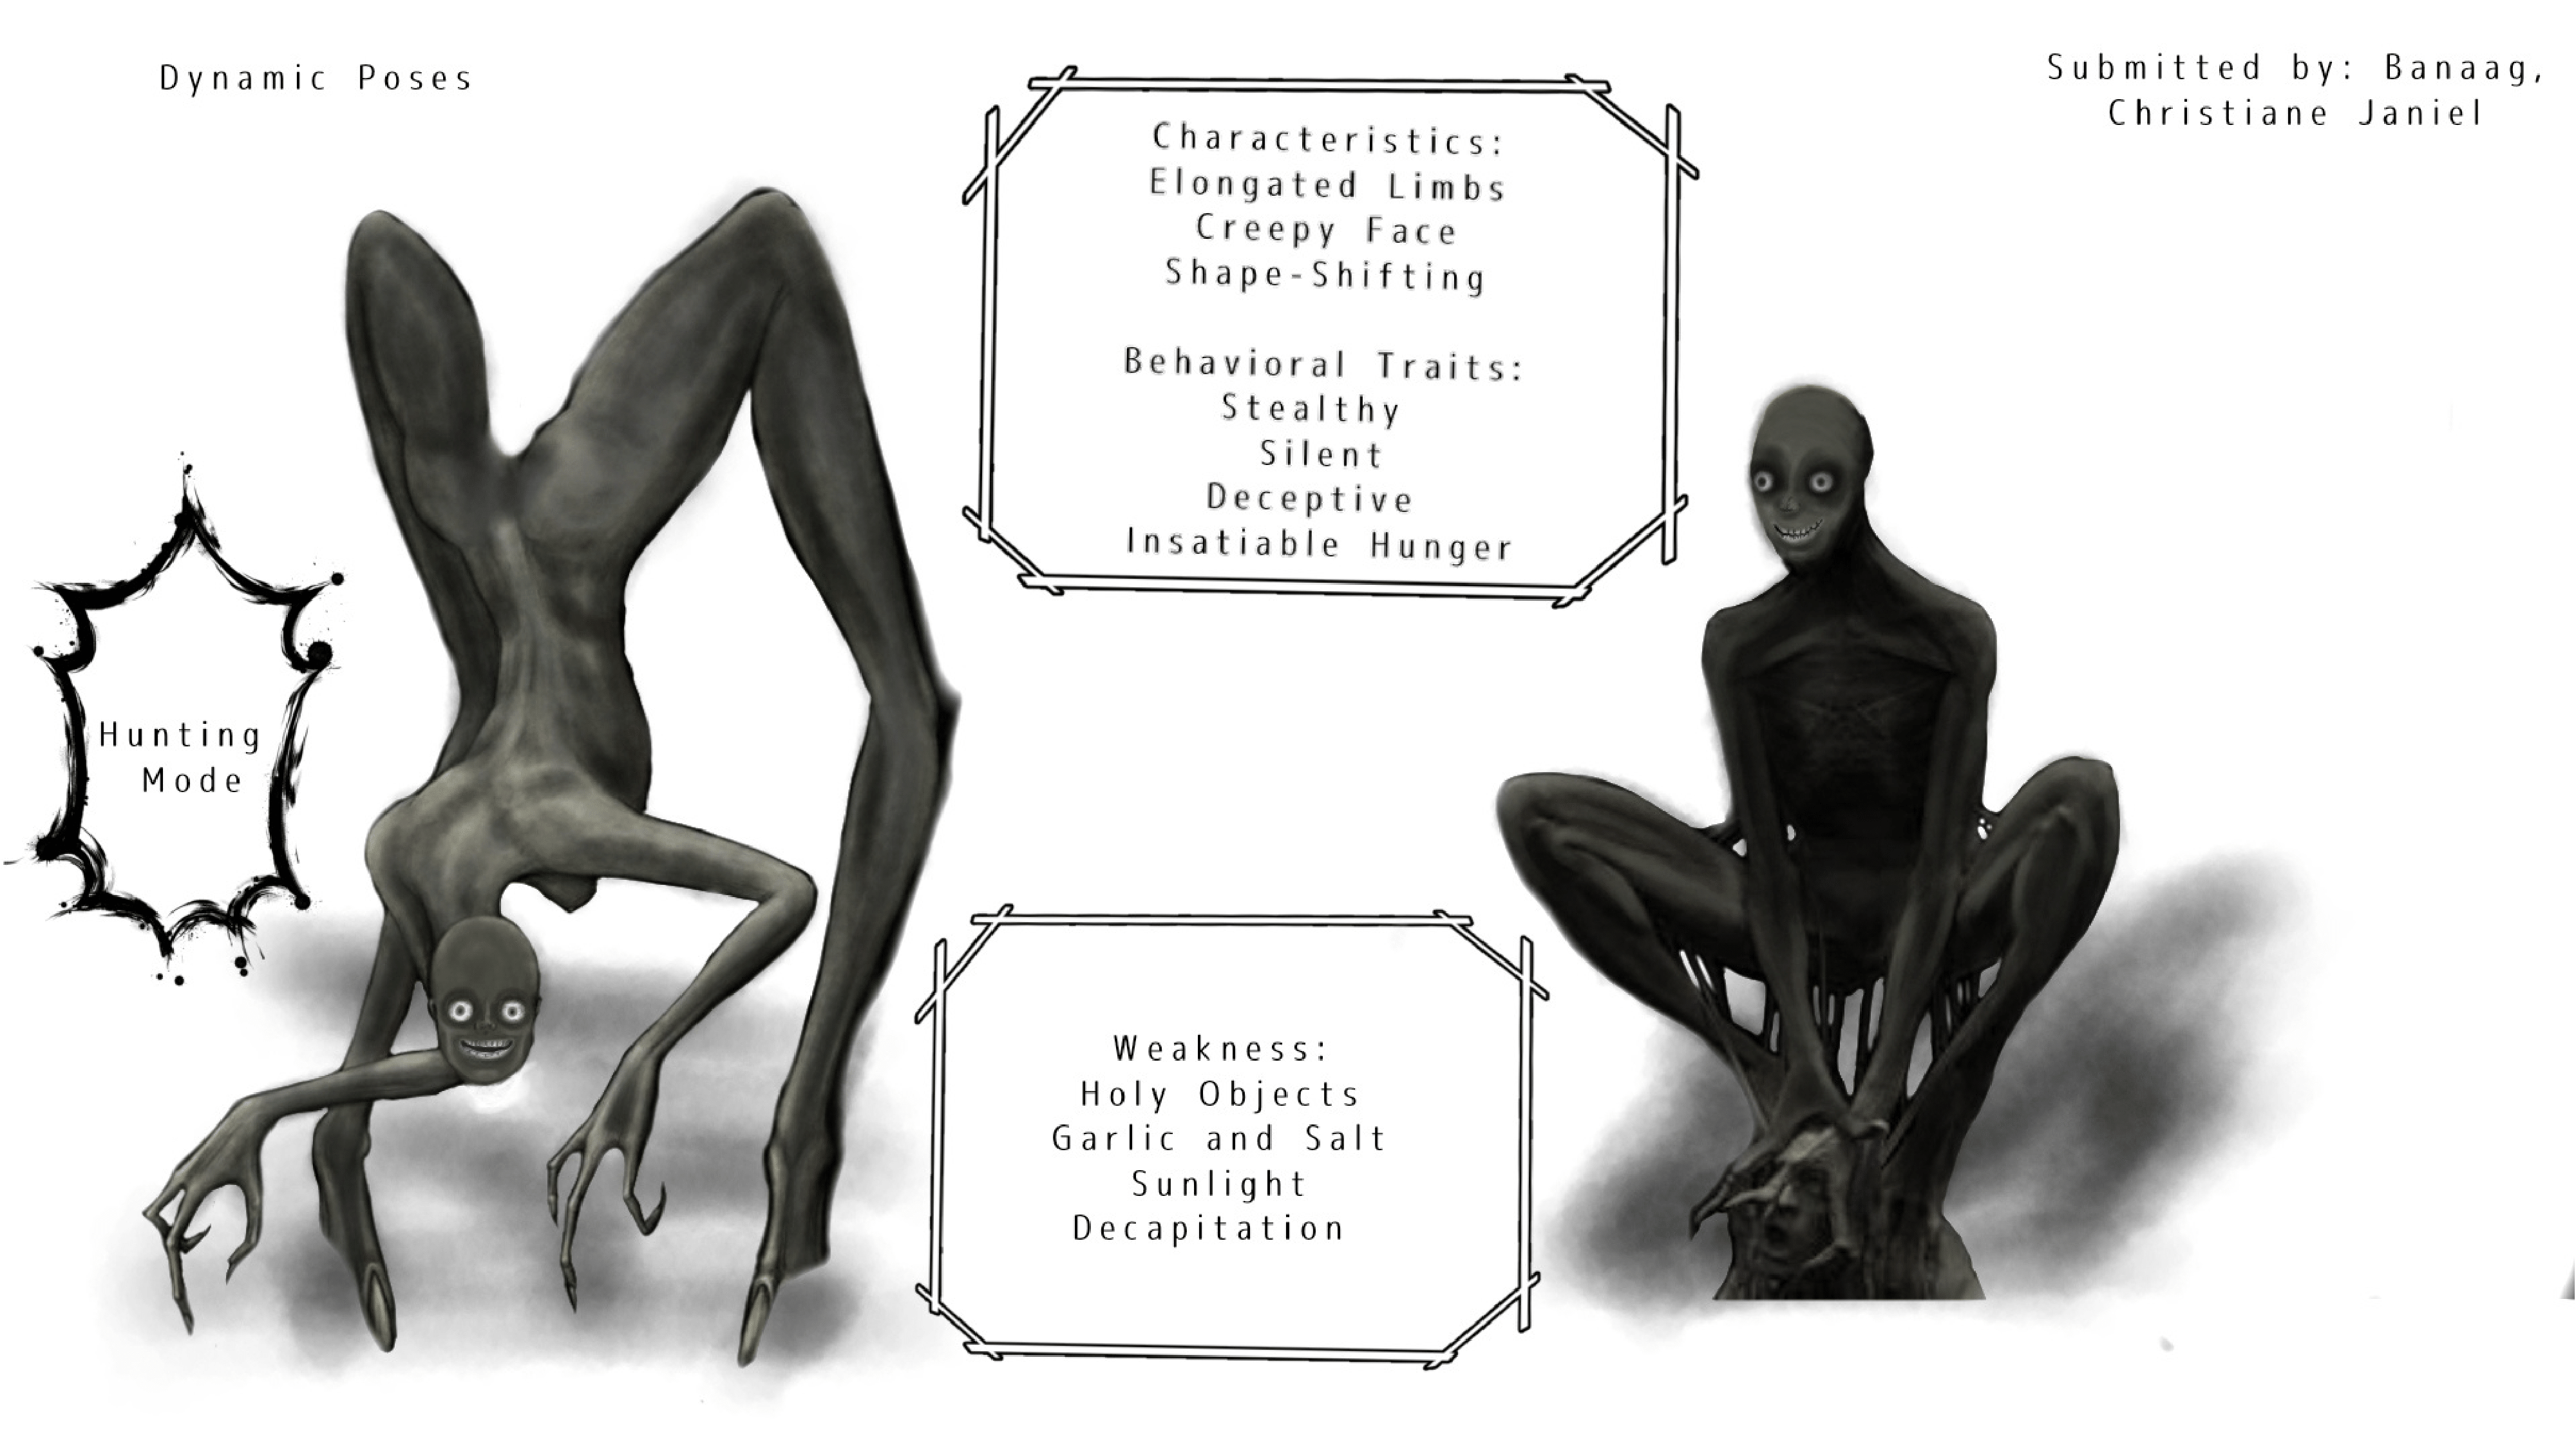 Dynamic Poses
Submitted by: Banaag,
Christiane Janiel
Characteristics:
Elongated Limbs
Creepy Face
Shape-Shifting
Behavioral Traits:
Stealthy
Silent
Deceptive
Insatiable Hunger
Hunting
Mode
Weakness:
Holy Objects
Garlic and Salt
Sunlight
Decapitation